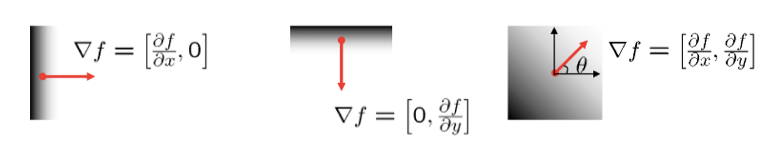 ∇f = [∂f/∂x, 0]
∇f = [0, ∂f/∂y]
θ
∇f = [∂f/∂x, ∂f/∂y]